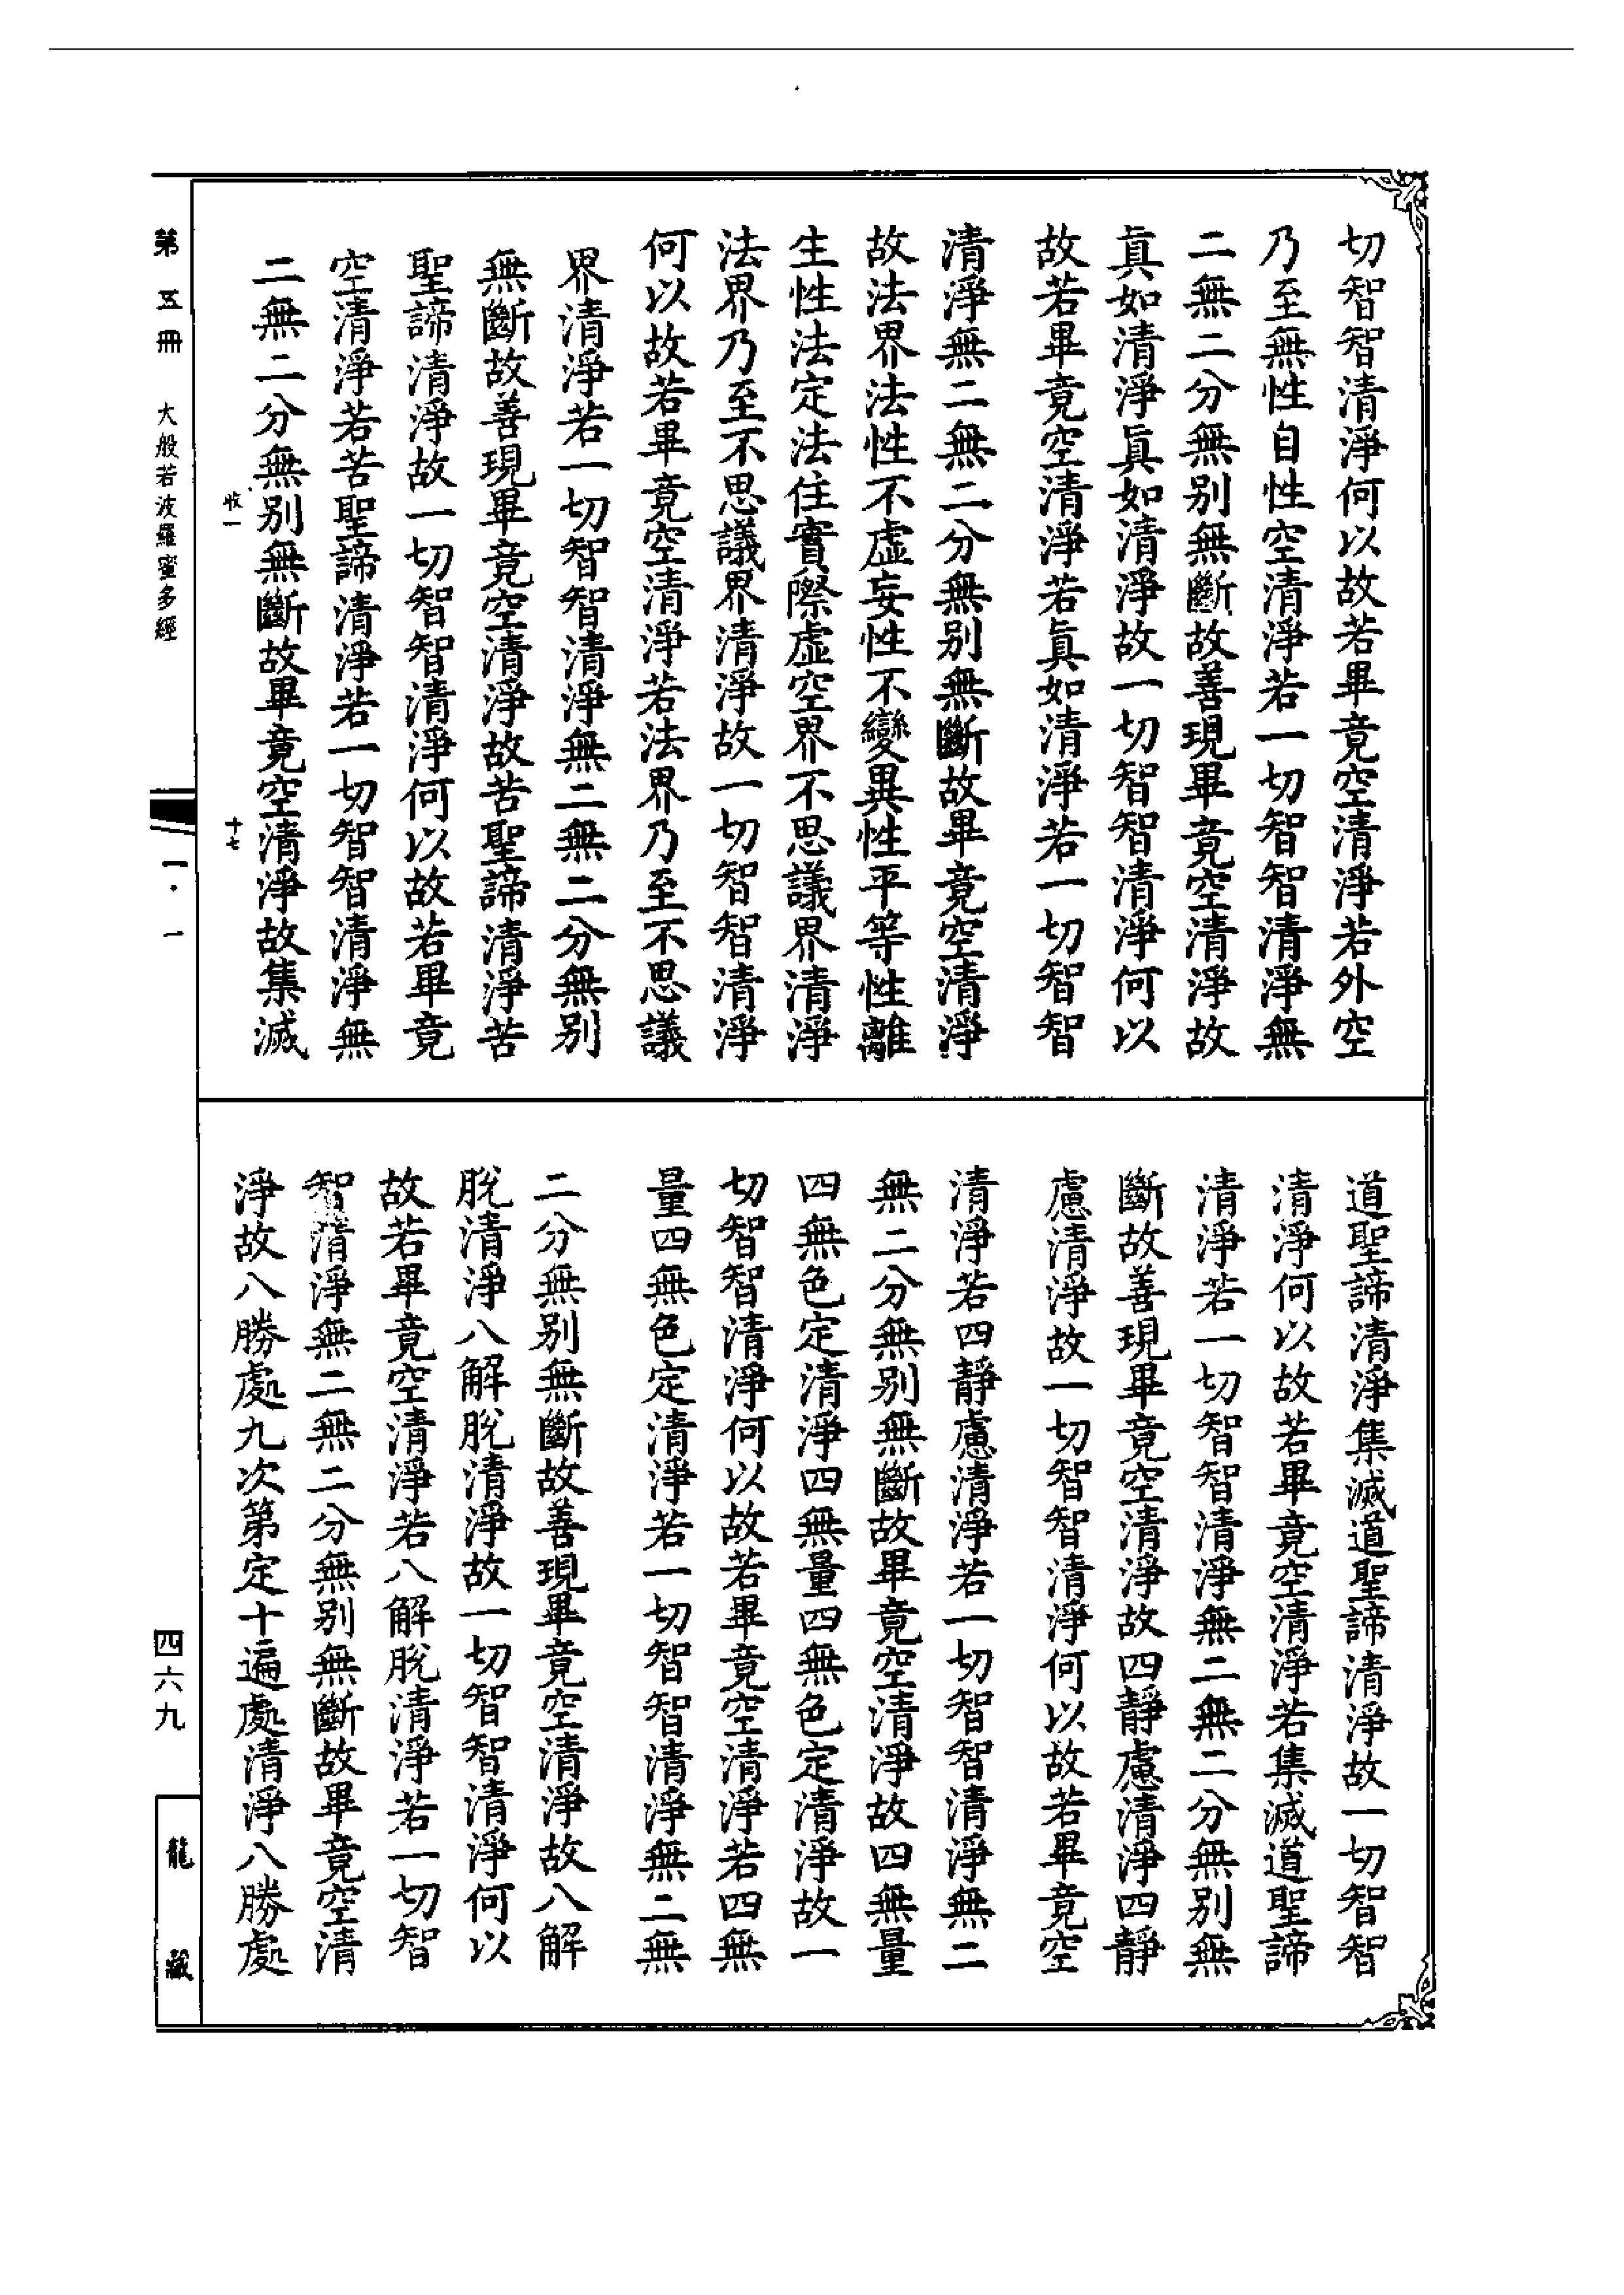 切智智清淨何以故若畢竟空清淨若外空
乃至無性自性空清淨若一切智智清淨無
二無二分無別無斷故善現畢竟空清淨故
眞如清淨眞如清淨故一切智智清淨何以
故若畢竟空清淨若眞如清淨若一切智智
清淨無二無二分無別無斷故畢竟空清淨
故法界法性不虛妄性不變異性平等性離
生性法定法住實際虛空界不思議界清淨
法界乃至不思議界清淨故一切智智清淨
何以故若畢竟空清淨若法界乃至不思議
界清淨若一切智智清淨無二無二分無別
無斷故善現畢竟空清淨故苦聖諦清淨苦
聖諦清淨故一切智智清淨何以故若畢竟
空清淨若苦聖諦清淨若一切智智清淨無
二無二分無別無斷故畢竟空清淨故集滅
道聖諦清淨集滅道聖諦清淨故一切智智
清淨何以故若畢竟空清淨若集滅道聖諦
清淨若一切智智清淨無二無二分無別無
斷故善現畢竟空清淨故四靜慮清淨四靜
慮清淨故一切智智清淨何以故若畢竟空
清淨若四靜慮清淨若一切智智清淨無二
無二分無別無斷故畢竟空清淨故四無量
四無色定清淨四無量四無色定清淨故一
切智智清淨何以故若畢竟空清淨若四無
量四無色定清淨若一切智智清淨無二無
二分無別無斷故善現畢竟空清淨故八解
脫清淨八解脫清淨故一切智智清淨何以
故若畢竟空清淨若八解脫清淨若一切智
智清淨無二無二分無別無斷故畢竟空清
淨故八勝處九次第定十遍處清淨八勝處
十七
第五冊 大般若波羅蜜多經
一·一
四六九
龍藏